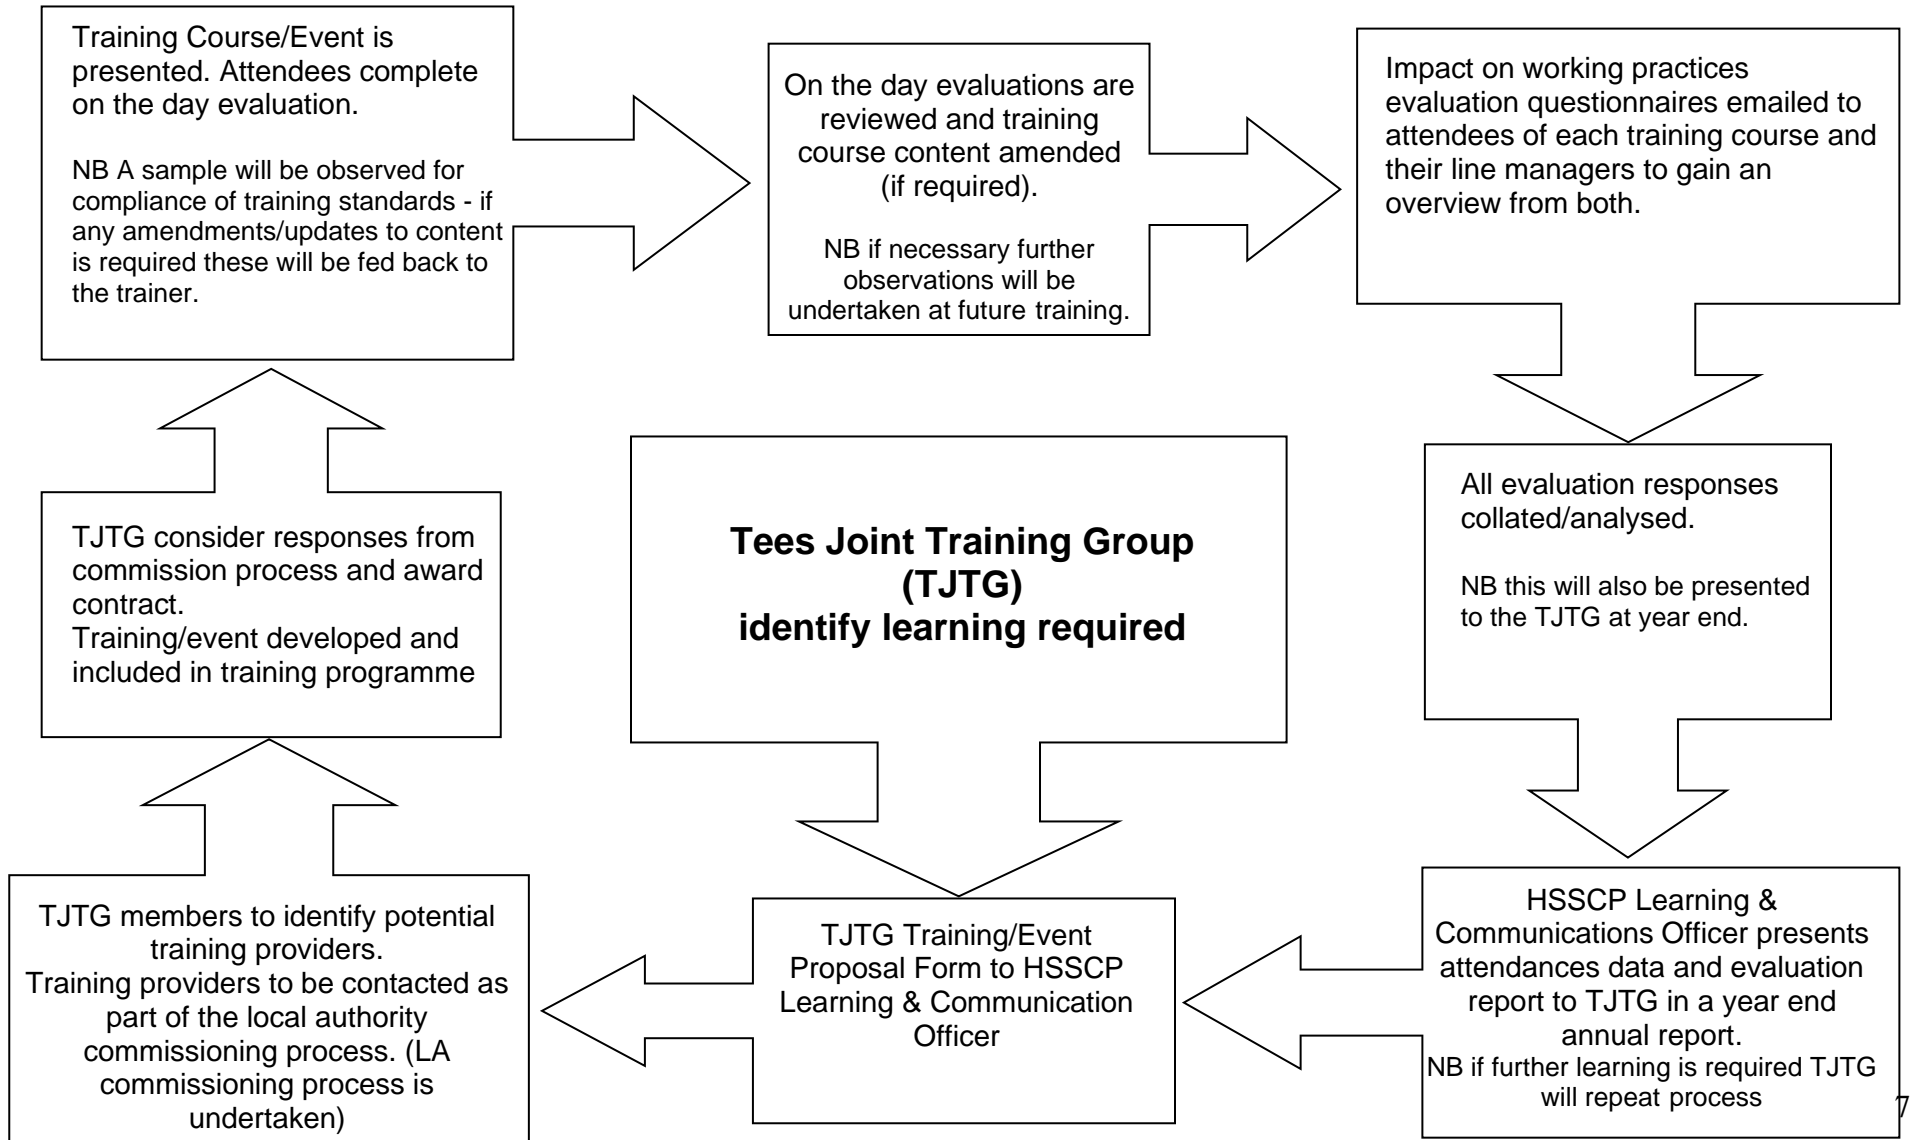 Training Course/Event is
presented. Attendees complete
on the day evaluation.
NB A sample will be observed for
compliance of training standards - if
any amendments/updates to content
is required these will be fed back to
the trainer.
On the day evaluations are
reviewed and training
course content amended
(if required).
NB if necessary further
observations will be
undertaken at future training.
Impact on working practices
evaluation questionnaires emailed to
attendees of each training course and
their line managers to gain an
overview from both.
All evaluation responses
collated/analysed.
NB this will also be presented
to the TJTG at year end.
HSSCP Learning &
Communications Officer presents
attendances data and evaluation
report to TJTG in a year end
annual report.
NB if further learning is required TJTG
will repeat process
Tees Joint Training Group
(TJTG)
identify learning required
TJTG Training/Event
Proposal Form to HSSCP
Learning & Communication
Officer
TJTG members to identify potential
training providers.
Training providers to be contacted as
part of the local authority
commissioning process. (LA
commissioning process is
undertaken)
TJTG consider responses from
commission process and award
contract.
Training/event developed and
included in training programme
7